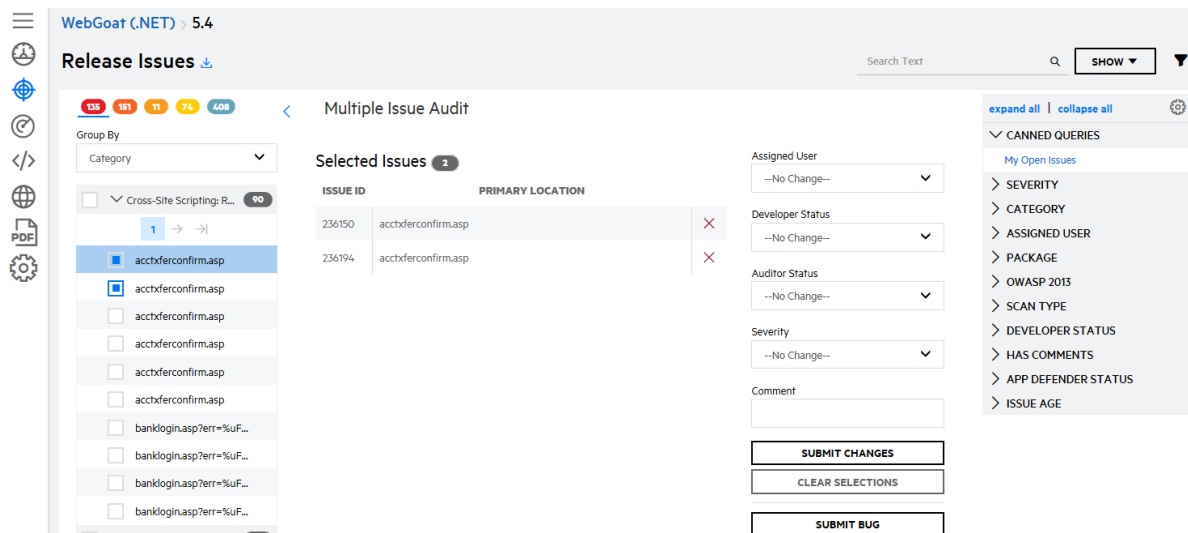 WebGoat (.NET) > 5.4
Release Issues
Search Text
SHOW
135 151 11 74 408
Group By
Category
Cross-Site Scripting: R... 90
1
acctxferconfirm.asp
acctxferconfirm.asp
acctxferconfirm.asp
acctxferconfirm.asp
acctxferconfirm.asp
acctxferconfirm.asp
banklogin.asp?err=%uF...
banklogin.asp?err=%uF...
banklogin.asp?err=%uF...
banklogin.asp?err=%uF...
Multiple Issue Audit
Selected Issues 2
ISSUE ID PRIMARY LOCATION
236150 acctxferconfirm.asp
236194 acctxferconfirm.asp
Assigned User
--No Change--
Developer Status
--No Change--
Auditor Status
--No Change--
Severity
--No Change--
Comment
SUBMIT CHANGES
CLEAR SELECTIONS
SUBMIT BUG
expand all | collapse all
CANNED QUERIES
My Open Issues
SEVERITY
CATEGORY
ASSIGNED USER
PACKAGE
OWASP 2013
SCAN TYPE
DEVELOPER STATUS
HAS COMMENTS
APP DEFENDER STATUS
ISSUE AGE
PDF